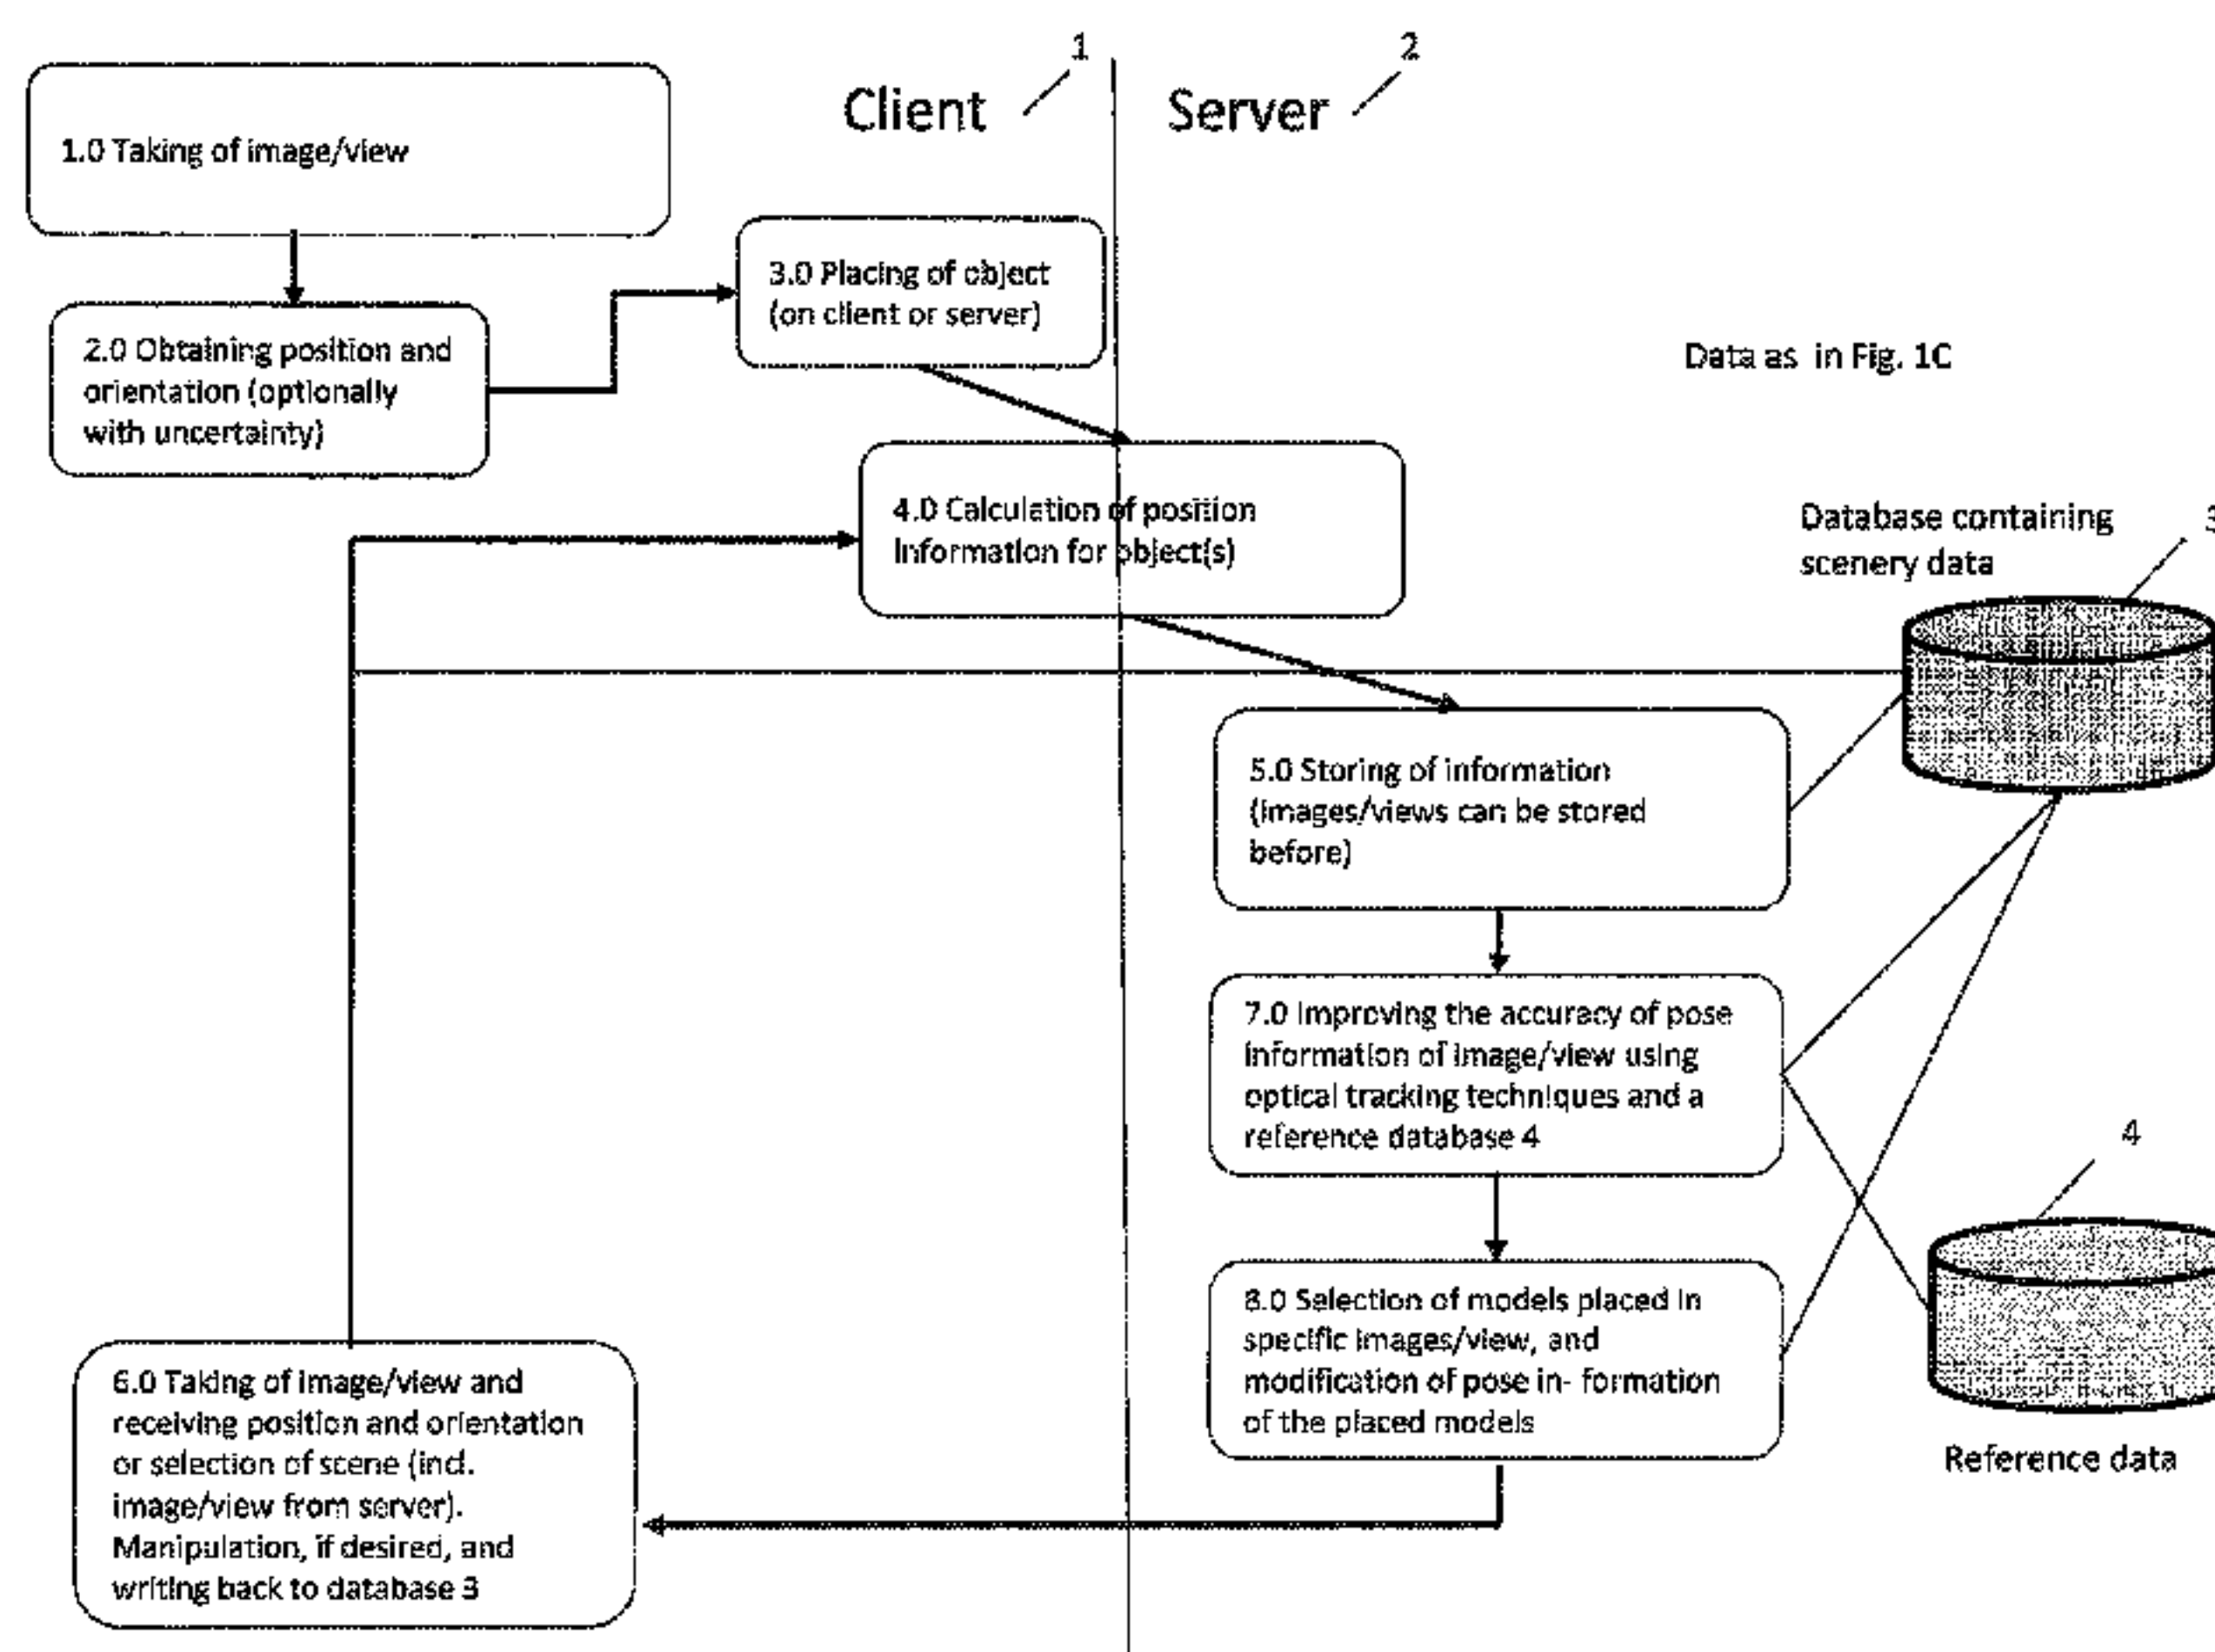 1
2
Client
Server
1.0 Taking of image/view
3.0 Placing of object
(on client or server)
2.0 Obtaining position and
orientation (optionally
with uncertainty)
Data as in Fig. 1C
4.0 Calculation of position
information for object(s)
Database containing
scenery data
3
5.0 Storing of information
(images/views can be stored
before)
7.0 Improving the accuracy of pose
information of image/view using
optical tracking techniques and a
reference database 4
4
8.0 Selection of models placed in
specific images/view, and
modification of pose in- formation
of the placed models
Reference data
6.0 Taking of image/view and
receiving position and orientation
or selection of scene (incl.
image/view from server).
Manipulation, if desired, and
writing back to database 3